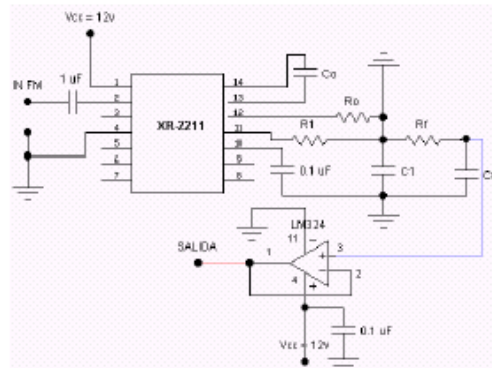 Vcc = 12v
IN FM
1 uF
XR-2211
1
2
3
4
5
6
7
14
13
12
11
10
9
8
Co
Ro
R1
Rf
0.1 uF
C1
LM324
SALIDA
11
-
1
3
+
2
4
+
0.1 uF
Vcc = 12v